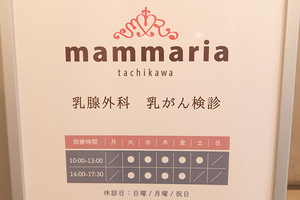 mammaria
tachikawa
乳腺外科 乳がん検診
診療時間 月 火 水 木 金 土 日
10:00-13:00 / ● ● ● ● ● /
14:00-17:30 / ● ● ● ● / /
休診日：日曜/月曜/祝日